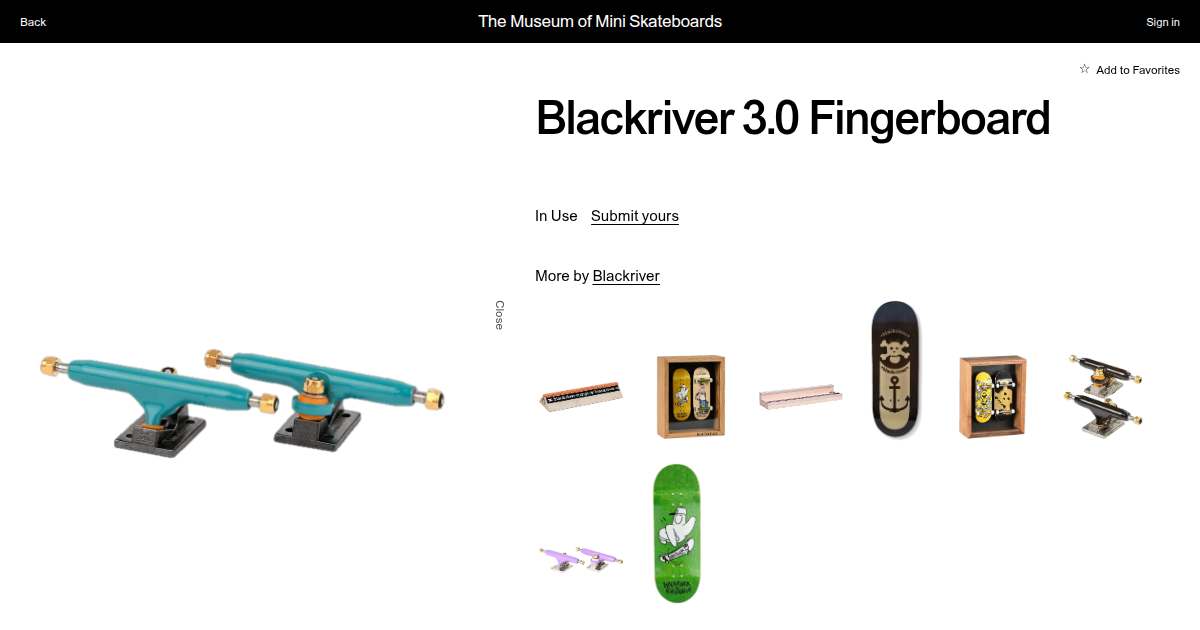 Back
The Museum of Mini Skateboards
Sign in
☆ Add to Favorites
Blackriver 3.0 Fingerboard
In Use Submit yours
More by Blackriver
Close